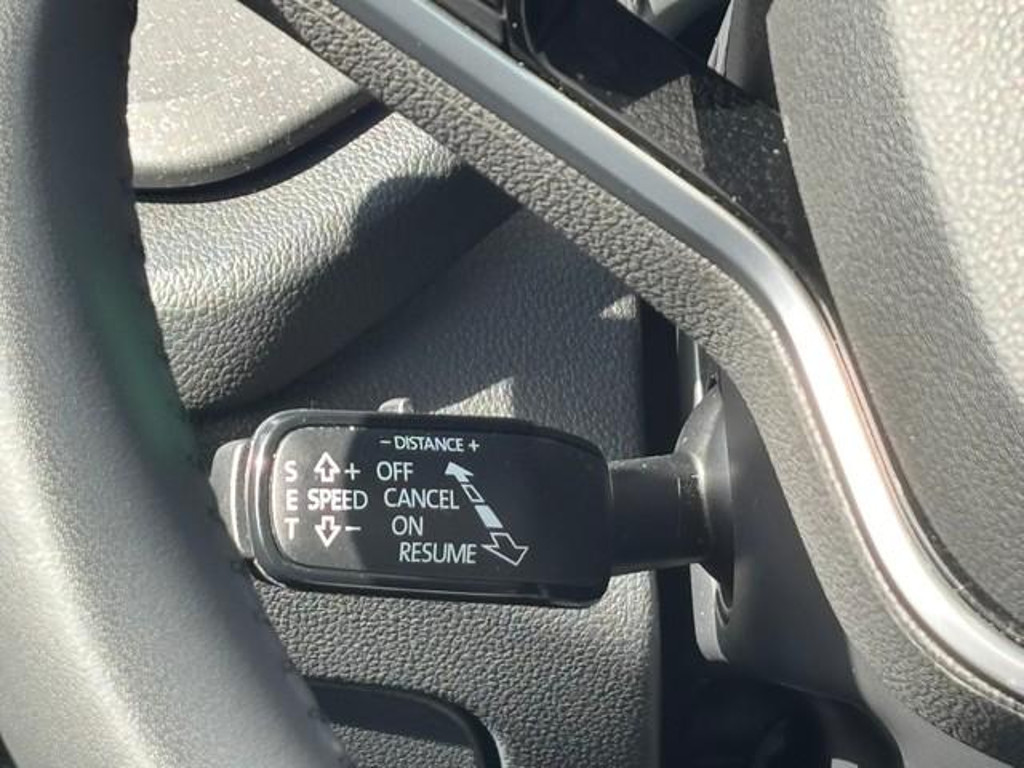 − DISTANCE +
S + OFF
E SPEED CANCEL
T − ON
RESUME